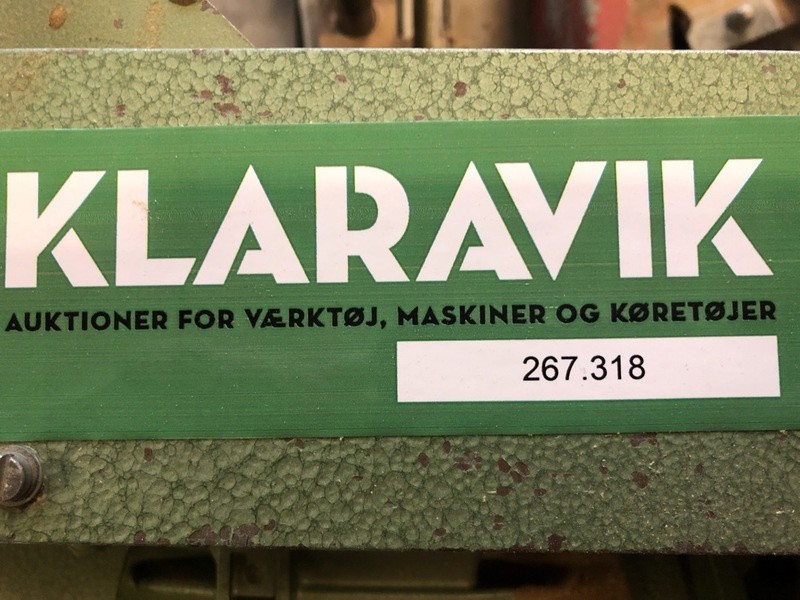 KLARAVIK
AUKTIONER FOR VÆRKTØJ, MASKINER OG KØRETØJER
267.318